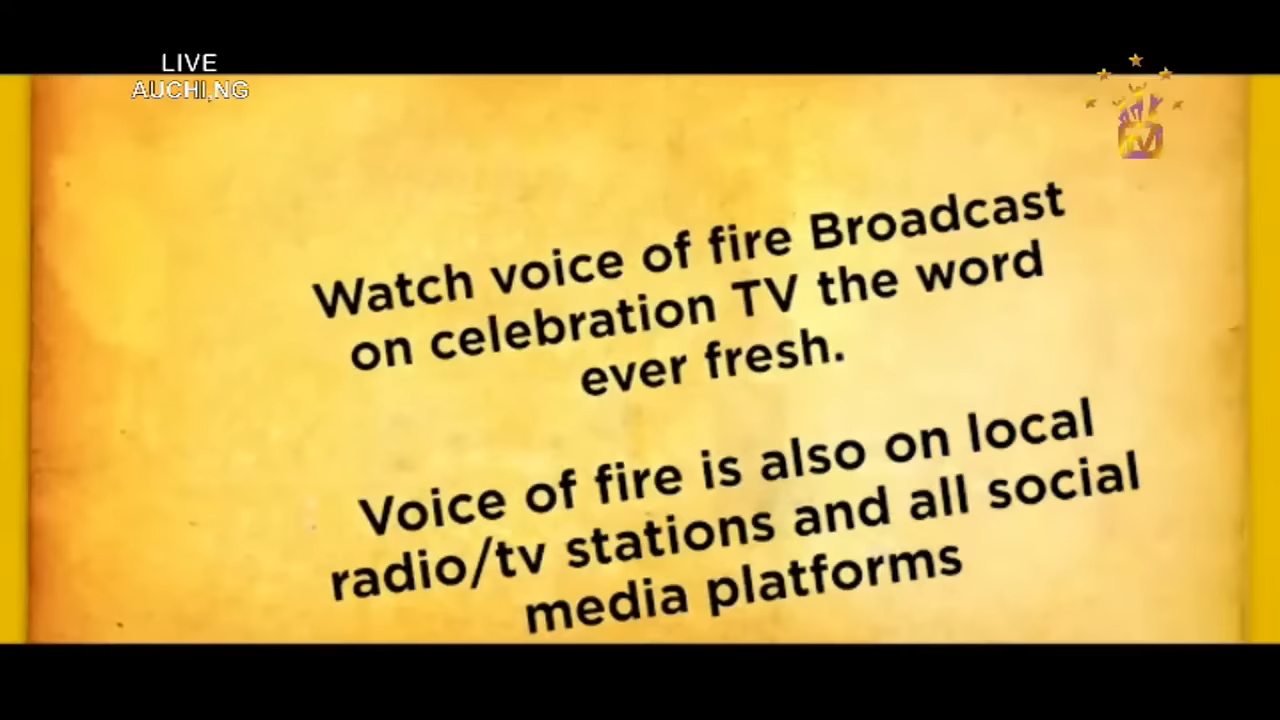 LIVE
AUCHI,NG
TV
Watch voice of fire Broadcast
on celebration TV the word
ever fresh.
Voice of fire is also on local
radio/tv stations and all social
media platforms